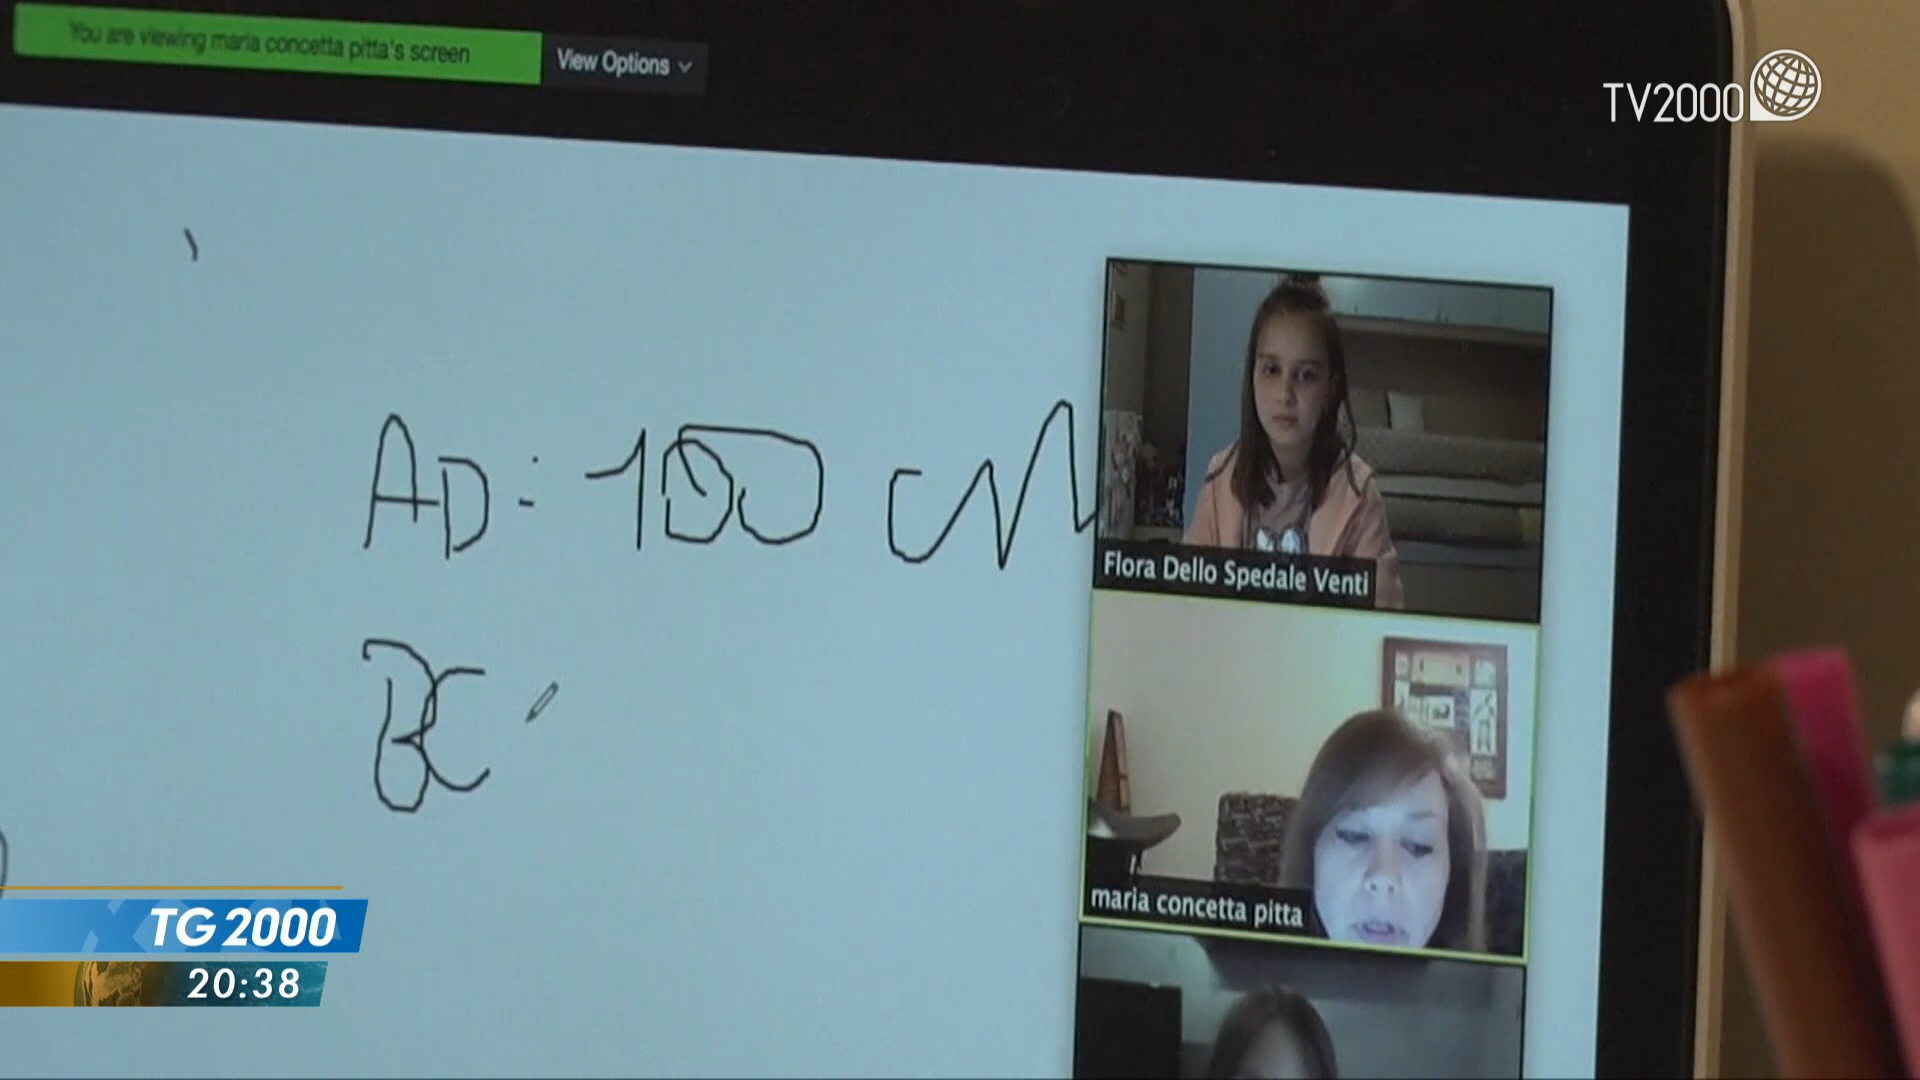 You are viewing maria concetta pitta's screen
View Options
TV2000
AD: 100 cm
Flora Dello Spedale Venti
BC
maria concetta pitta
TG 2000
20:38